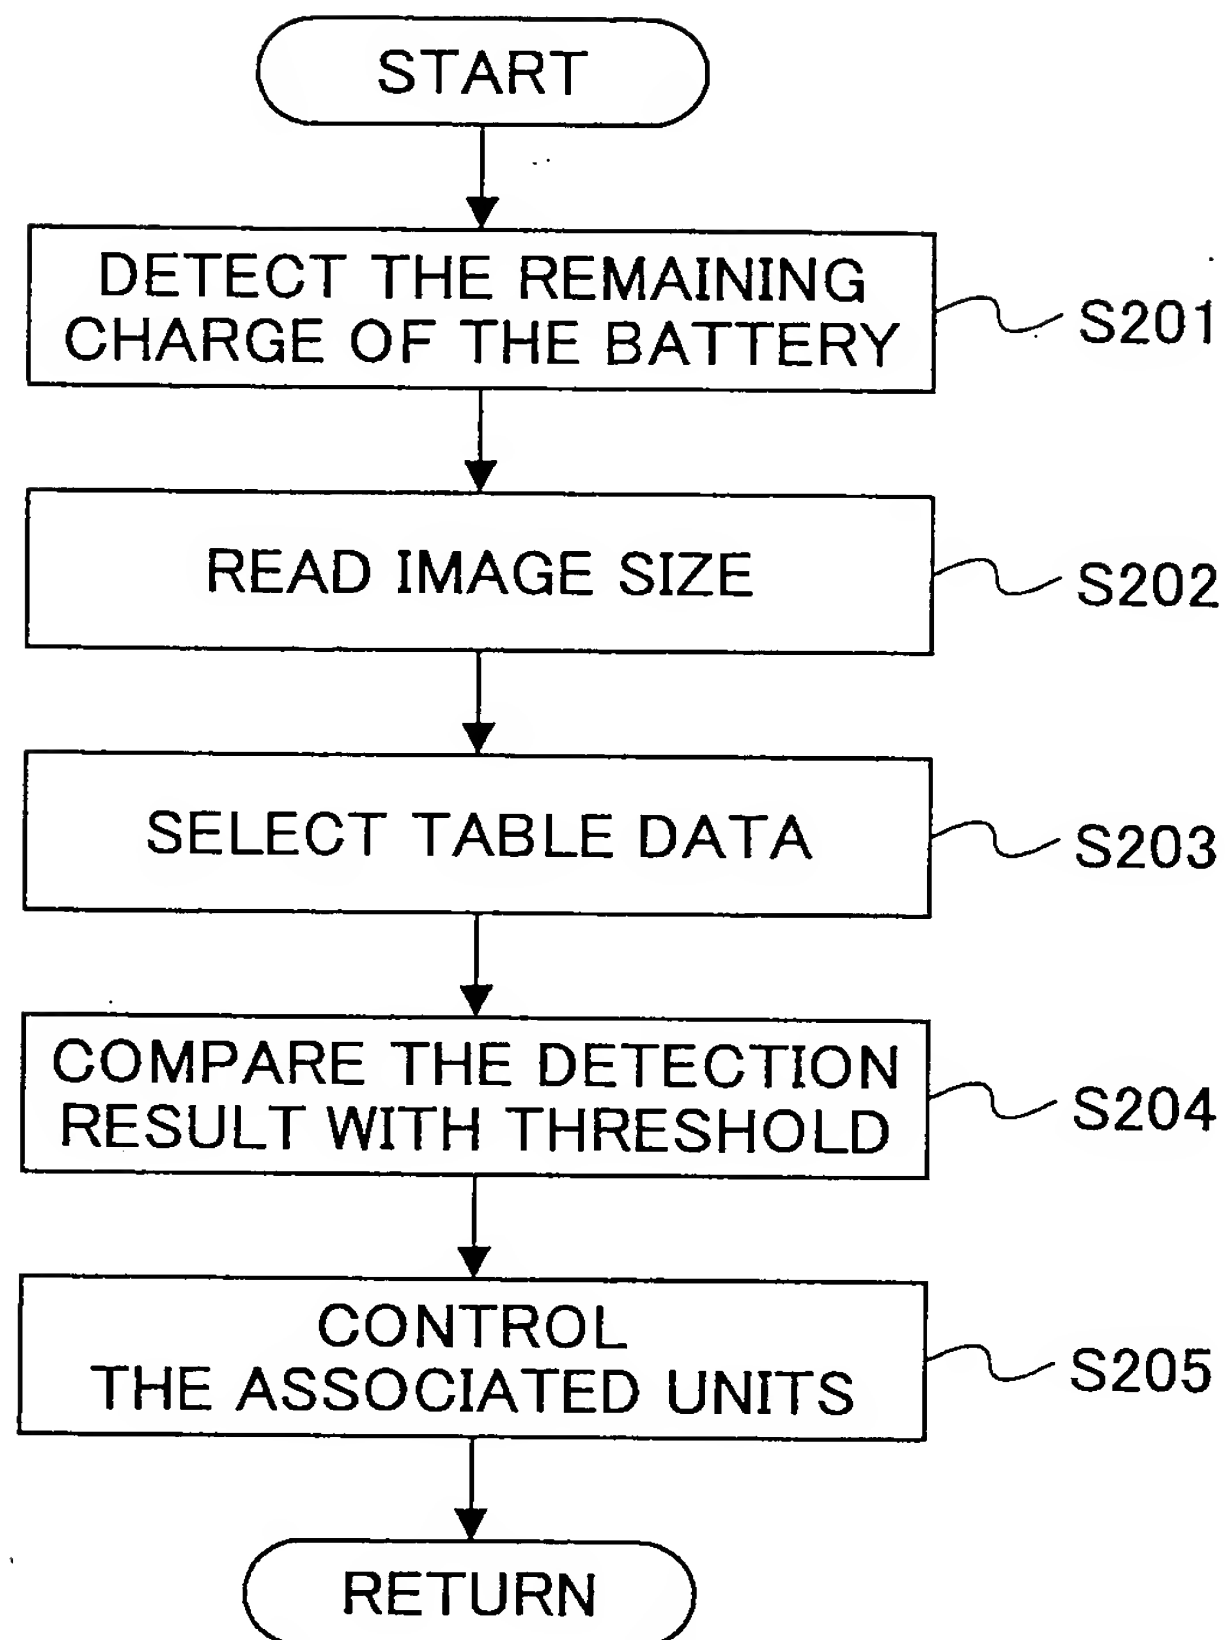 START
DETECT THE REMAINING
CHARGE OF THE BATTERY
S201
READ IMAGE SIZE
S202
SELECT TABLE DATA
S203
COMPARE THE DETECTION
RESULT WITH THRESHOLD
S204
CONTROL
THE ASSOCIATED UNITS
S205
RETURN